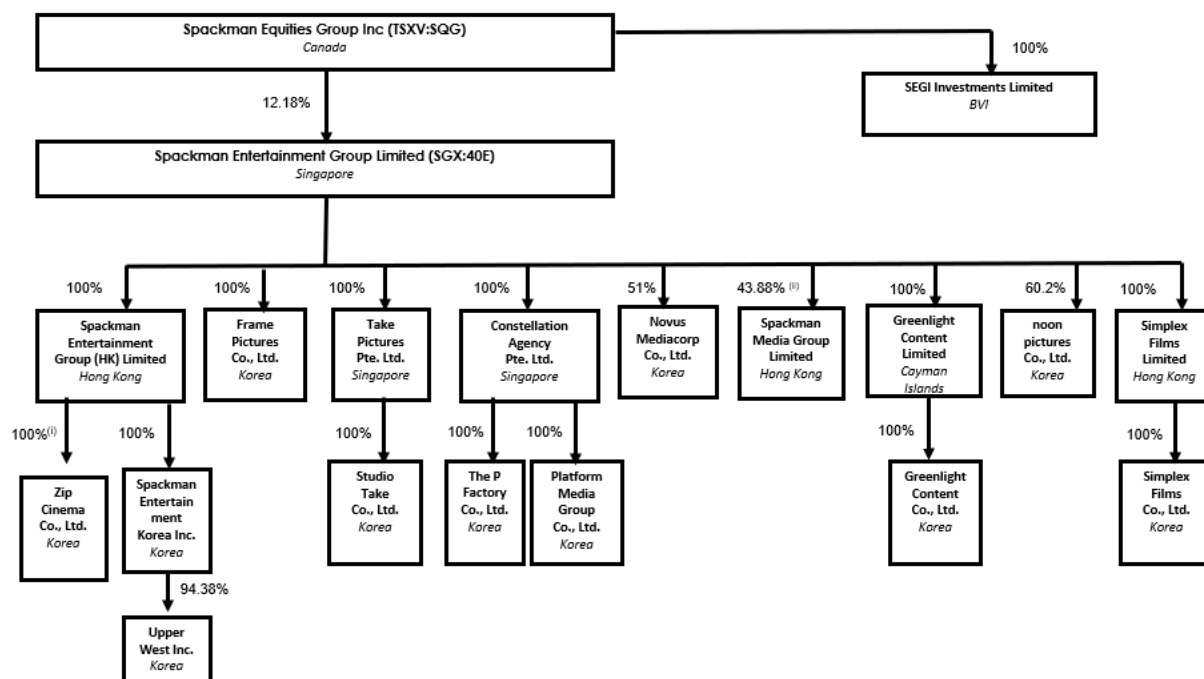 Spackman Equities Group Inc (TSXV:SQG)
Canada
100%
SEGI Investments Limited
BVI
12.18%
Spackman Entertainment Group Limited (SGX:40E)
Singapore
100%
Spackman
Entertainment
Group (HK) Limited
Hong Kong
100%
Frame
Pictures
Co., Ltd.
Korea
100%
Take
Pictures
Pte. Ltd.
Singapore
100%
Constellation
Agency
Pte. Ltd.
Singapore
51%
Novus
Mediacorp
Co., Ltd.
Korea
43.88% (ii)
Spackman
Media Group
Limited
Hong Kong
100%
Greenlight
Content
Limited
Cayman
Islands
60.2%
noon
pictures
Co., Ltd.
Korea
100%
Simplex
Films
Limited
Hong Kong
100%(i)
Zip
Cinema
Co., Ltd.
Korea
100%
Spackman
Entertain
ment
Korea Inc.
Korea
100%
Studio
Take
Co., Ltd.
Korea
100%
The P
Factory
Co., Ltd.
Korea
100%
Platform
Media
Group
Co., Ltd.
Korea
100%
Greenlight
Content
Co., Ltd.
Korea
100%
Simplex
Films
Co., Ltd.
Korea
94.38%
Upper
West Inc.
Korea